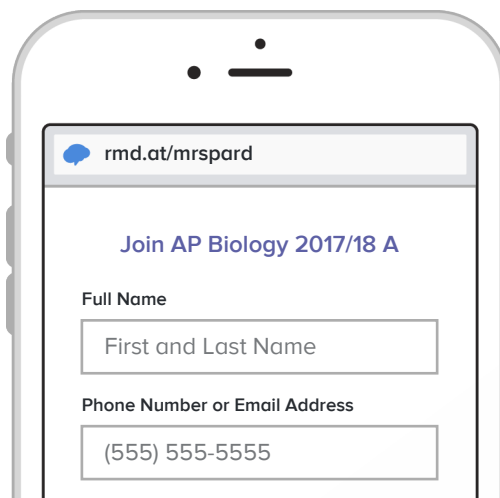 rmd.at/mrspard
Join AP Biology 2017/18 A
Full Name
First and Last Name
Phone Number or Email Address
(555) 555-5555